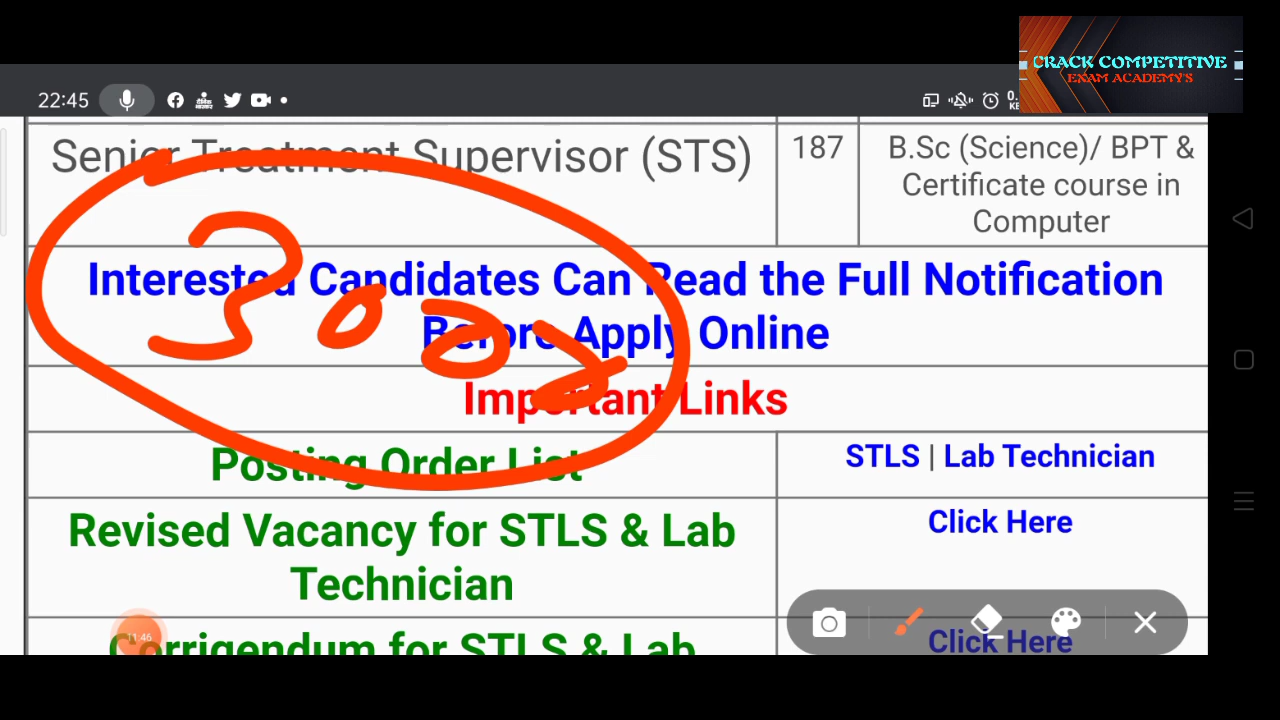 CRACK COMPETITIVE
EXAM ACADEMY'S
22:45
Senior Treatment Supervisor (STS)
187
B.Sc (Science)/ BPT &
Certificate course in
Computer
Interested Candidates Can Read the Full Notification
Before Apply Online
Important Links
Posting Order List
STLS | Lab Technician
Revised Vacancy for STLS & Lab
Technician
Click Here
11:46
Corrigendum for STLS & Lab
Click Here